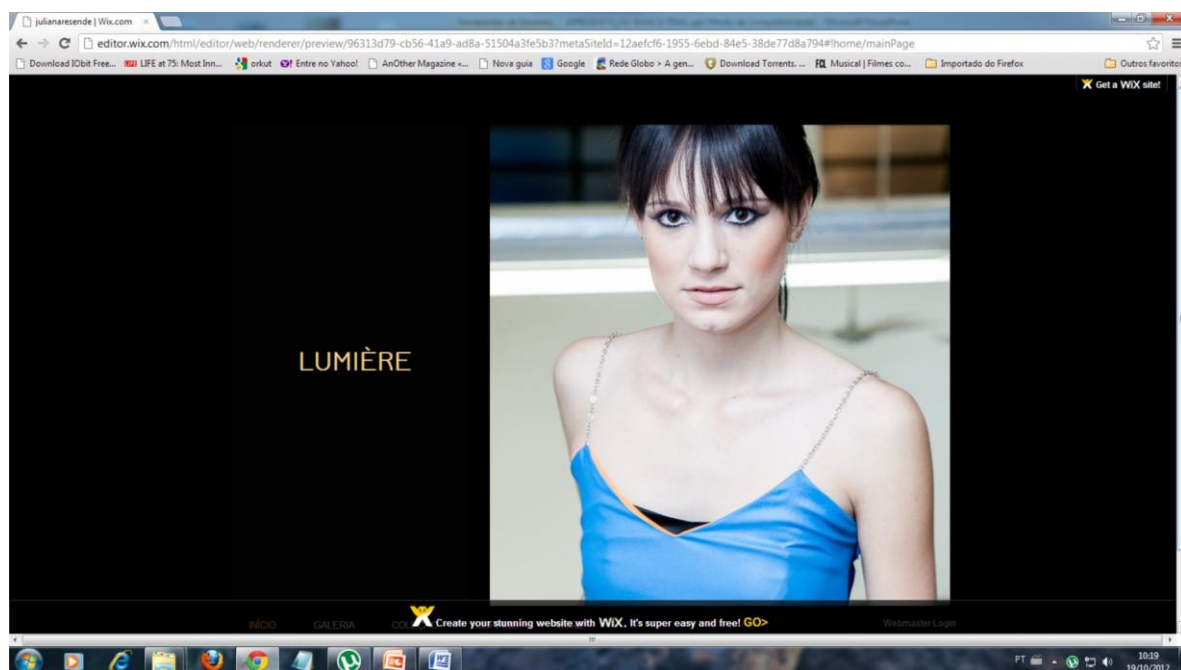 julianaresende | Wix.com
editor.wix.com/html/editor/web/renderer/preview/96313d79-cb56-41a9-ad8a-51504a3fe5b3?metaSiteId=12aefcf6-1955-6ebd-84e5-38de77d8a794#!home/mainPage
Download IObit Free... LIFE at 75: Most Inn... orkut Entre no Yahoo! AnOther Magazine «... Nova guia Google Rede Globo > A gen... Download Torrents. ... Musical | Filmes co... Importado do Firefox Outros favoritos
Get a WiX site!
LUMIÈRE
INÍCIO GALERIA Create your stunning website with WiX. It's super easy and free! GO> Webmaster Login
PT 10:19
19/10/2012